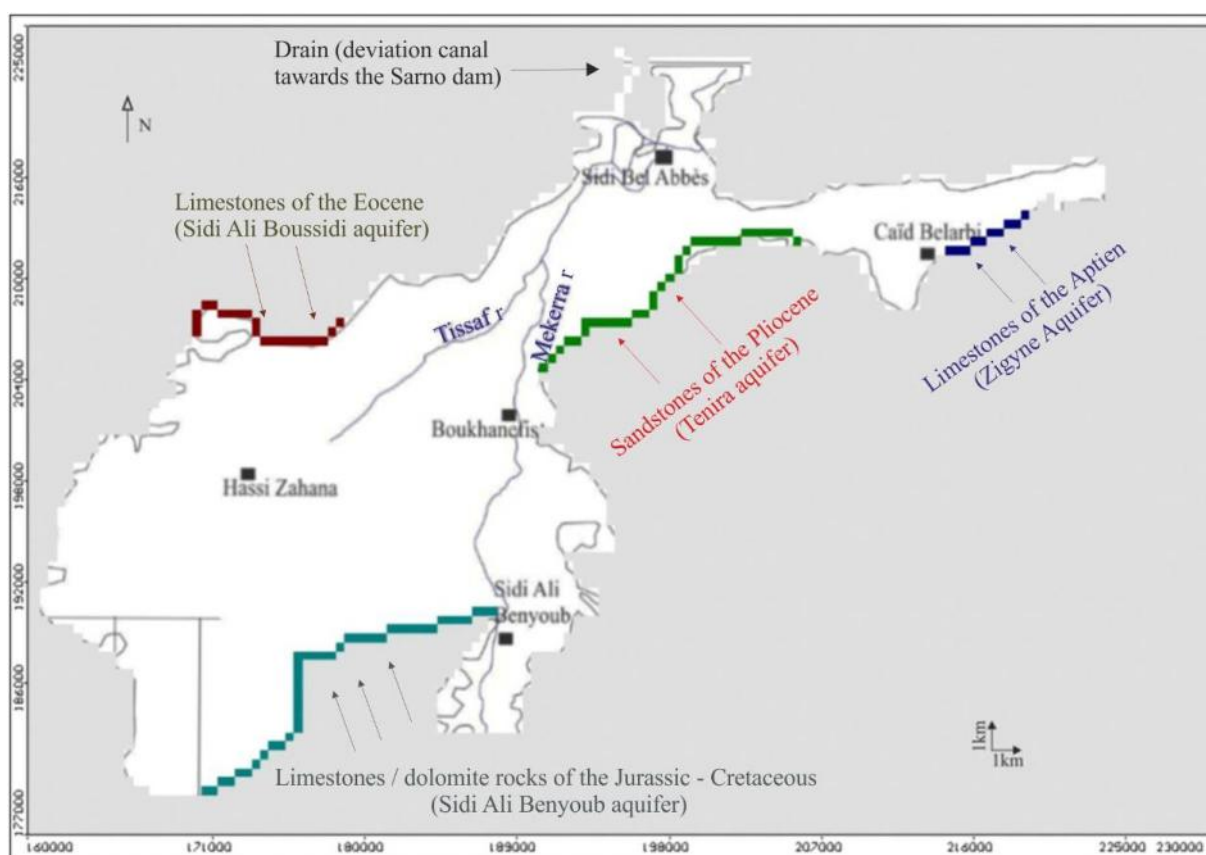 Drain (deviation canal
tawards the Sarno dam)
N
Sidi Bel Abbès
Limestones of the Eocene
(Sidi Ali Boussidi aquifer)
Caïd Belarbi
Tissaf r
Mekerra r
Sandstones of the Pliocene
(Tenira aquifer)
Limestones of the Aptien
(Zigyne Aquifer)
Boukhanefis
Hassi Zahana
Sidi Ali
Benyoub
Limestones / dolomite rocks of the Jurassic - Cretaceous
(Sidi Ali Benyoub aquifer)
1km
1km
225000
216000
210000
204000
198000
192000
186000
177000
160000 171000 180000 189000 198000 207000 216000 225000 230000